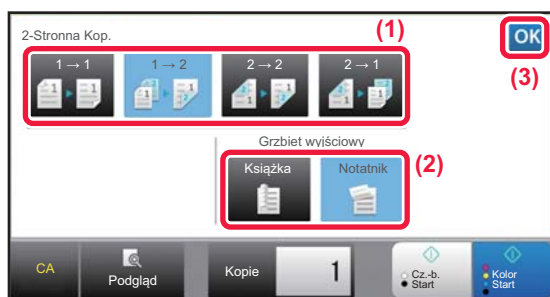 2-Stronna Kop.
(1)
OK
1 → 1
1 → 2
2 → 2
2 → 1
(3)
Grzbiet wyjściowy
Książka
Notatnik
(2)
CA
Podgląd
Kopie
1
Cz.-b.
Start
Kolor
Start